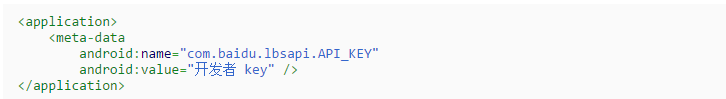 <application>
    <meta-data
        android:name="com.baidu.lbsapi.API_KEY"
        android:value="开发者 key" />
</application>